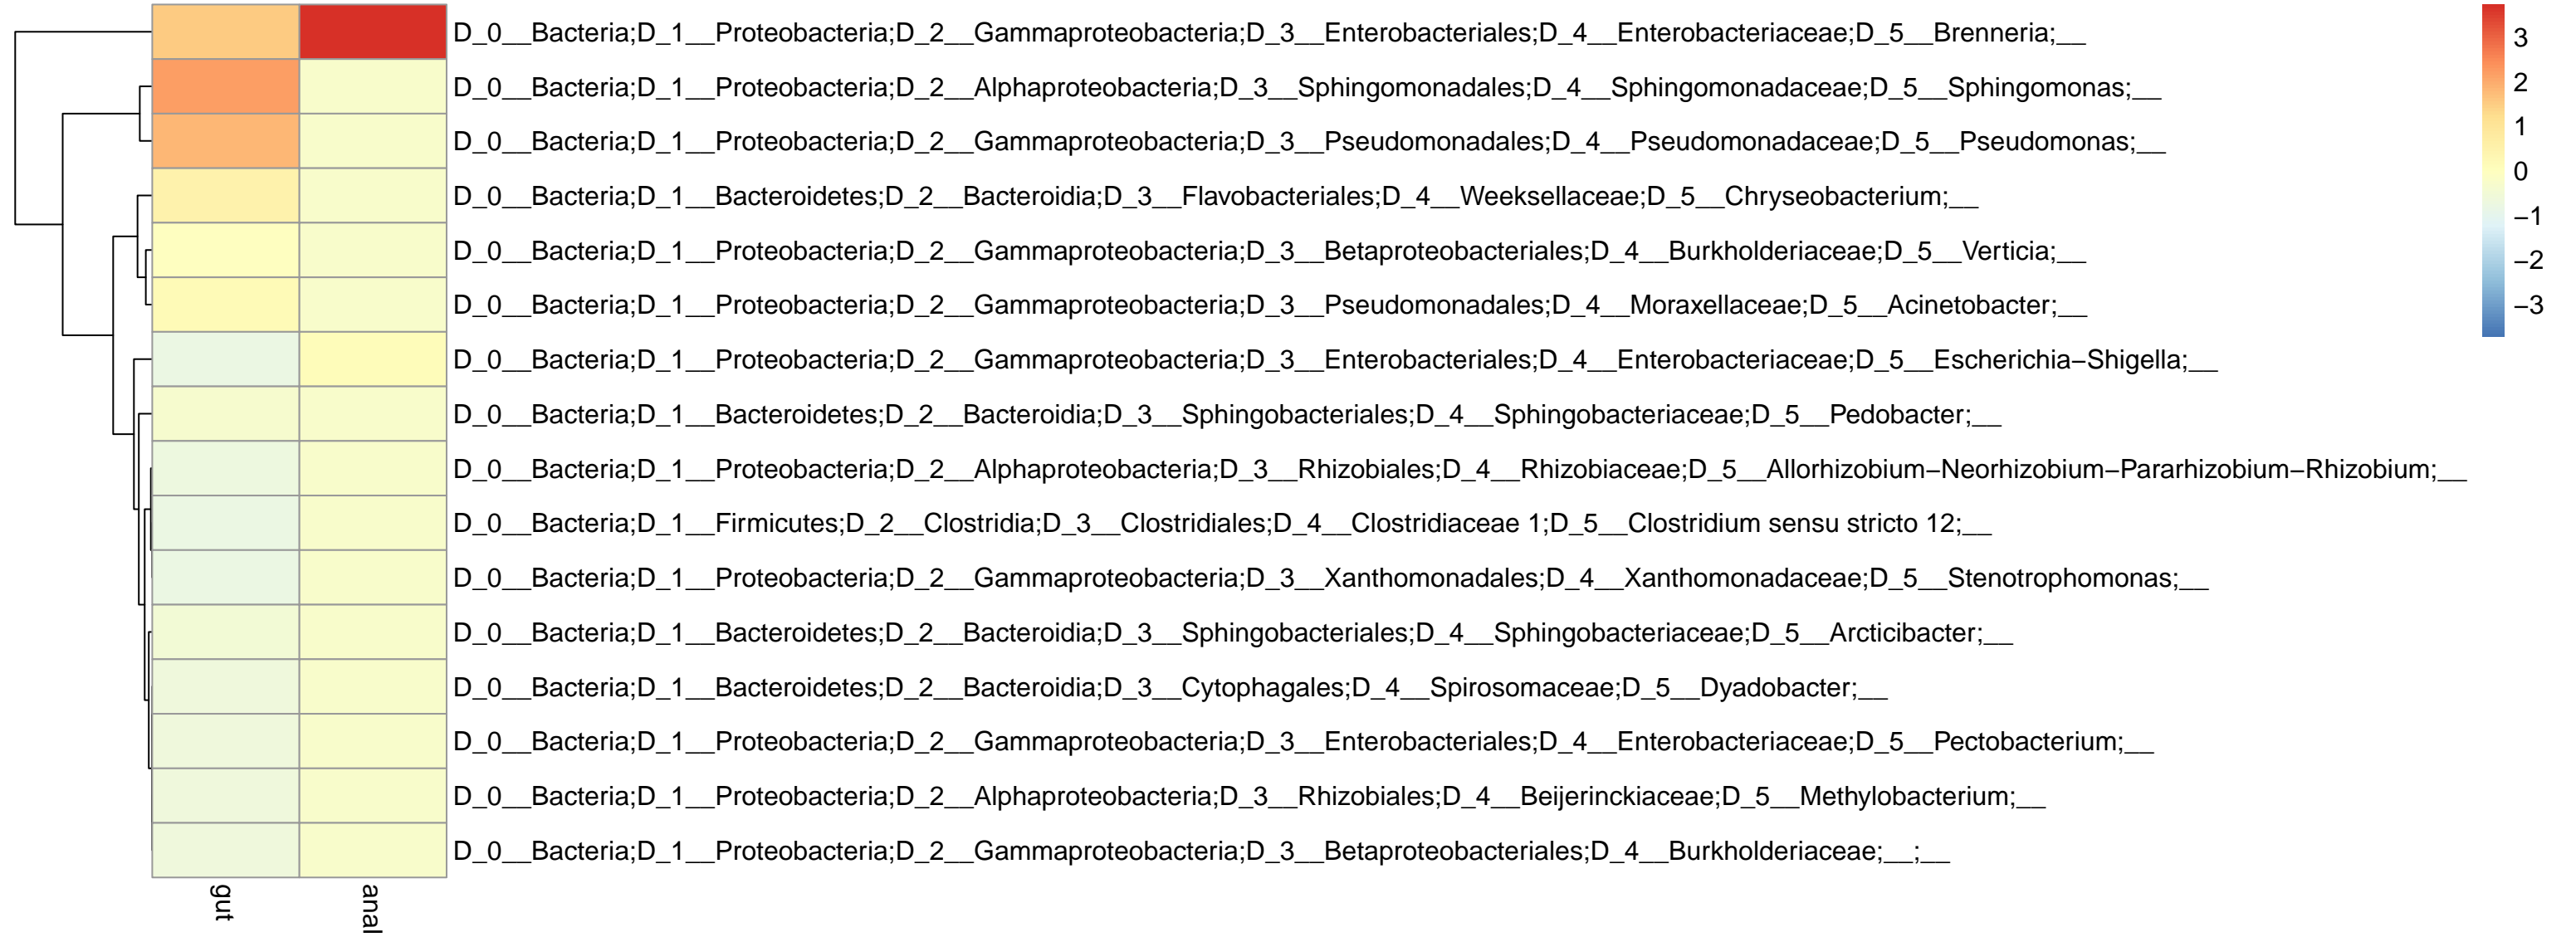 D_0__Bacteria;D_1__Proteobacteria;D_2__Gammaproteobacteria;D_3__Enterobacteriales;D_4__Enterobacteriaceae;D_5__Brenneria;__
D_0__Bacteria;D_1__Proteobacteria;D_2__Alphaproteobacteria;D_3__Sphingomonadales;D_4__Sphingomonadaceae;D_5__Sphingomonas;__
D_0__Bacteria;D_1__Proteobacteria;D_2__Gammaproteobacteria;D_3__Pseudomonadales;D_4__Pseudomonadaceae;D_5__Pseudomonas;__
D_0__Bacteria;D_1__Bacteroidetes;D_2__Bacteroidia;D_3__Flavobacteriales;D_4__Weeksellaceae;D_5__Chryseobacterium;__
D_0__Bacteria;D_1__Proteobacteria;D_2__Gammaproteobacteria;D_3__Betaproteobacteriales;D_4__Burkholderiaceae;D_5__Verticia;__
D_0__Bacteria;D_1__Proteobacteria;D_2__Gammaproteobacteria;D_3__Pseudomonadales;D_4__Moraxellaceae;D_5__Acinetobacter;__
D_0__Bacteria;D_1__Proteobacteria;D_2__Gammaproteobacteria;D_3__Enterobacteriales;D_4__Enterobacteriaceae;D_5__Escherichia−Shigella;__
D_0__Bacteria;D_1__Bacteroidetes;D_2__Bacteroidia;D_3__Sphingobacteriales;D_4__Sphingobacteriaceae;D_5__Pedobacter;__
D_0__Bacteria;D_1__Proteobacteria;D_2__Alphaproteobacteria;D_3__Rhizobiales;D_4__Rhizobiaceae;D_5__Allorhizobium−Neorhizobium−Pararhizobium−Rhizobium;__
D_0__Bacteria;D_1__Firmicutes;D_2__Clostridia;D_3__Clostridiales;D_4__Clostridiaceae 1;D_5__Clostridium sensu stricto 12;__
D_0__Bacteria;D_1__Proteobacteria;D_2__Gammaproteobacteria;D_3__Xanthomonadales;D_4__Xanthomonadaceae;D_5__Stenotrophomonas;__
D_0__Bacteria;D_1__Bacteroidetes;D_2__Bacteroidia;D_3__Sphingobacteriales;D_4__Sphingobacteriaceae;D_5__Arcticibacter;__
D_0__Bacteria;D_1__Bacteroidetes;D_2__Bacteroidia;D_3__Cytophagales;D_4__Spirosomaceae;D_5__Dyadobacter;__
D_0__Bacteria;D_1__Proteobacteria;D_2__Gammaproteobacteria;D_3__Enterobacteriales;D_4__Enterobacteriaceae;D_5__Pectobacterium;__
D_0__Bacteria;D_1__Proteobacteria;D_2__Alphaproteobacteria;D_3__Rhizobiales;D_4__Beijerinckiaceae;D_5__Methylobacterium;__
D_0__Bacteria;D_1__Proteobacteria;D_2__Gammaproteobacteria;D_3__Betaproteobacteriales;D_4__Burkholderiaceae;__;__
gut
anal
3
2
1
0
−1
−2
−3